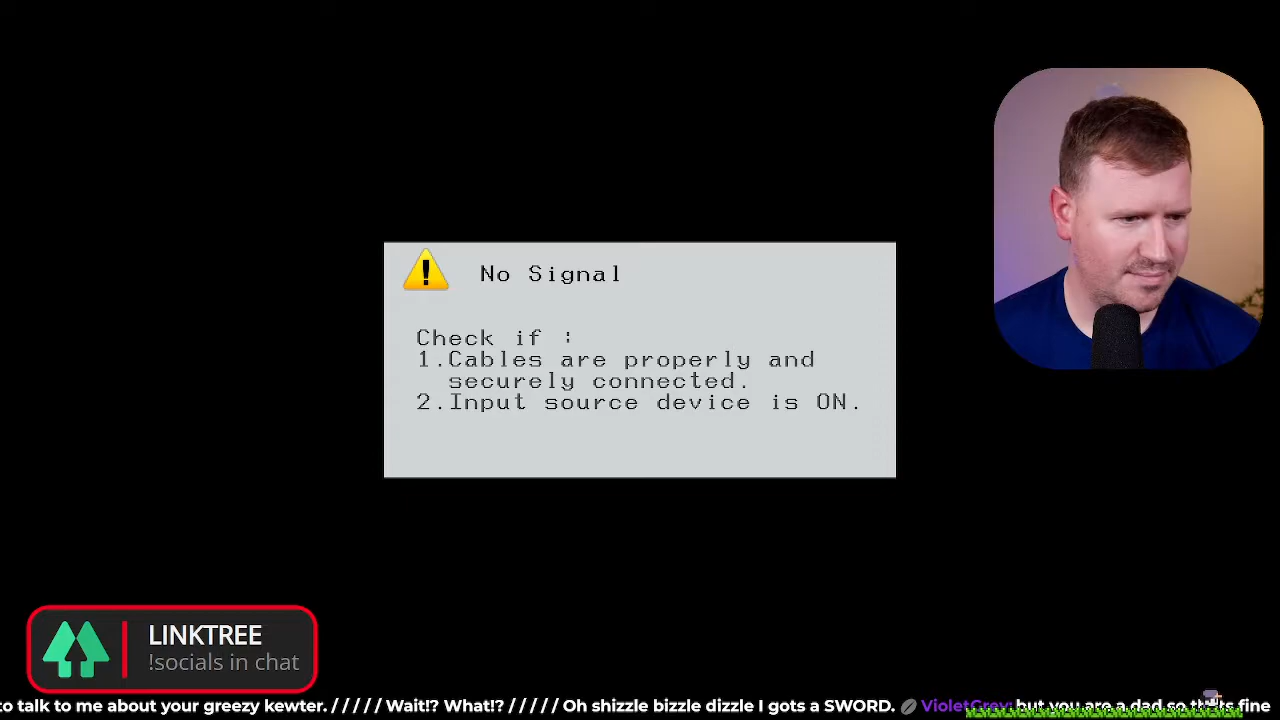 No Signal
Check if :
1.Cables are properly and
securely connected.
2.Input source device is ON.
LINKTREE
!socials in chat
to talk to me about your greezy kewter. ///// Wait!? What!? ///// Oh shizzle bizzle dizzle I gots a SWORD. VioletGrey: but you are a dad so thats fine